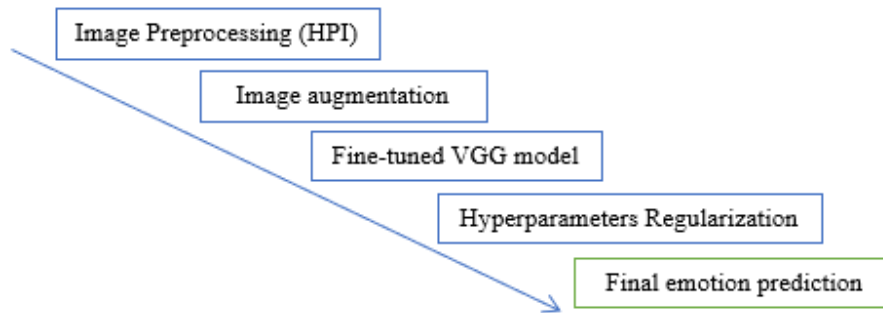 Image Preprocessing (HPI)
Image augmentation
Fine-tuned VGG model
Hyperparameters Regularization
Final emotion prediction